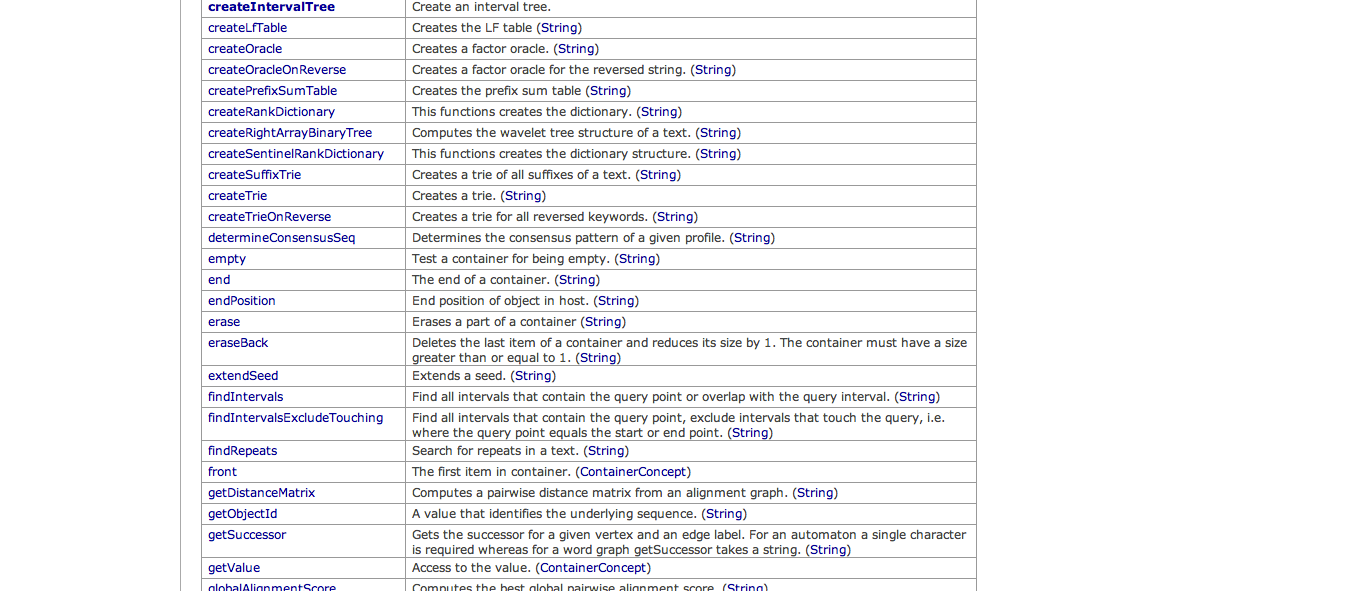 createIntervalTree Create an interval tree.
createLfTable Creates the LF table (String)
createOracle Creates a factor oracle. (String)
createOracleOnReverse Creates a factor oracle for the reversed string. (String)
createPrefixSumTable Creates the prefix sum table (String)
createRankDictionary This functions creates the dictionary. (String)
createRightArrayBinaryTree Computes the wavelet tree structure of a text. (String)
createSentinelRankDictionary This functions creates the dictionary structure. (String)
createSuffixTrie Creates a trie of all suffixes of a text. (String)
createTrie Creates a trie. (String)
createTrieOnReverse Creates a trie for all reversed keywords. (String)
determineConsensusSeq Determines the consensus pattern of a given profile. (String)
empty Test a container for being empty. (String)
end The end of a container. (String)
endPosition End position of object in host. (String)
erase Erases a part of a container (String)
eraseBack Deletes the last item of a container and reduces its size by 1. The container must have a size
greater than or equal to 1. (String)
extendSeed Extends a seed. (String)
findIntervals Find all intervals that contain the query point or overlap with the query interval. (String)
findIntervalsExcludeTouching Find all intervals that contain the query point, exclude intervals that touch the query, i.e.
where the query point equals the start or end point. (String)
findRepeats Search for repeats in a text. (String)
front The first item in container. (ContainerConcept)
getDistanceMatrix Computes a pairwise distance matrix from an alignment graph. (String)
getObjectId A value that identifies the underlying sequence. (String)
getSuccessor Gets the successor for a given vertex and an edge label. For an automaton a single character
is required whereas for a word graph getSuccessor takes a string. (String)
getValue Access to the value. (ContainerConcept)
globalAlignmentScore Computes the best global pairwise alignment score. (String)